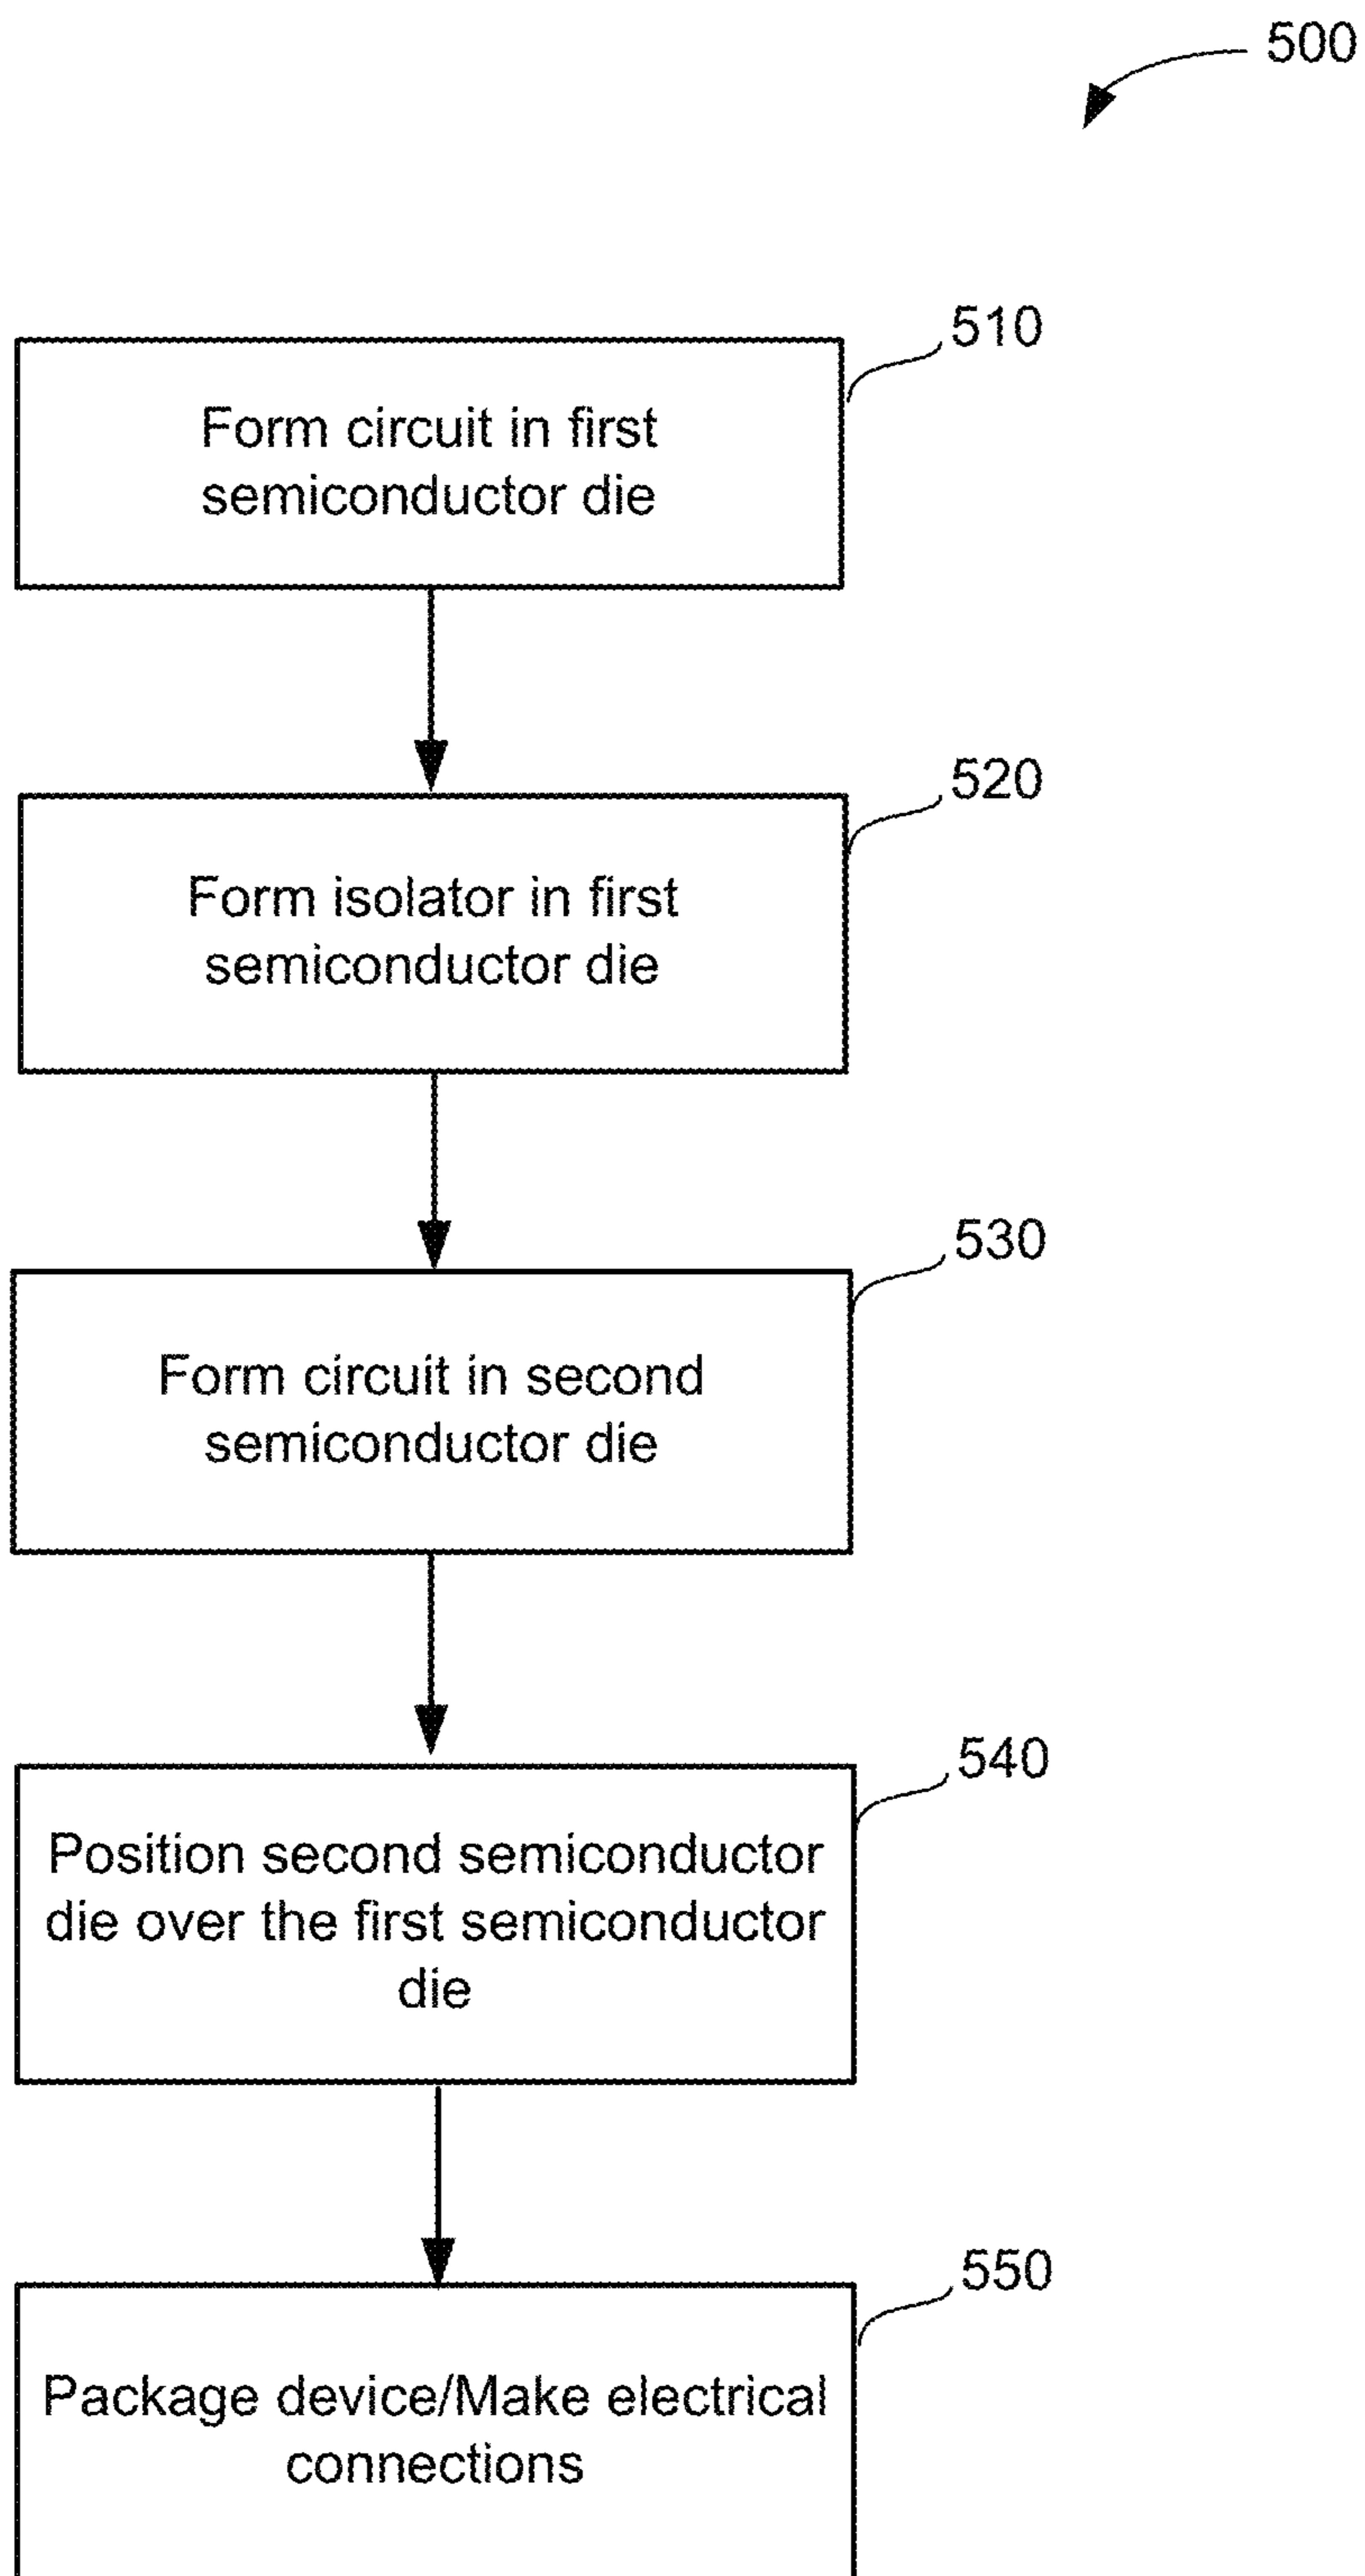 500
510
Form circuit in first
semiconductor die
520
Form isolator in first
semiconductor die
530
Form circuit in second
semiconductor die
540
Position second semiconductor
die over the first semiconductor
die
550
Package device/Make electrical
connections